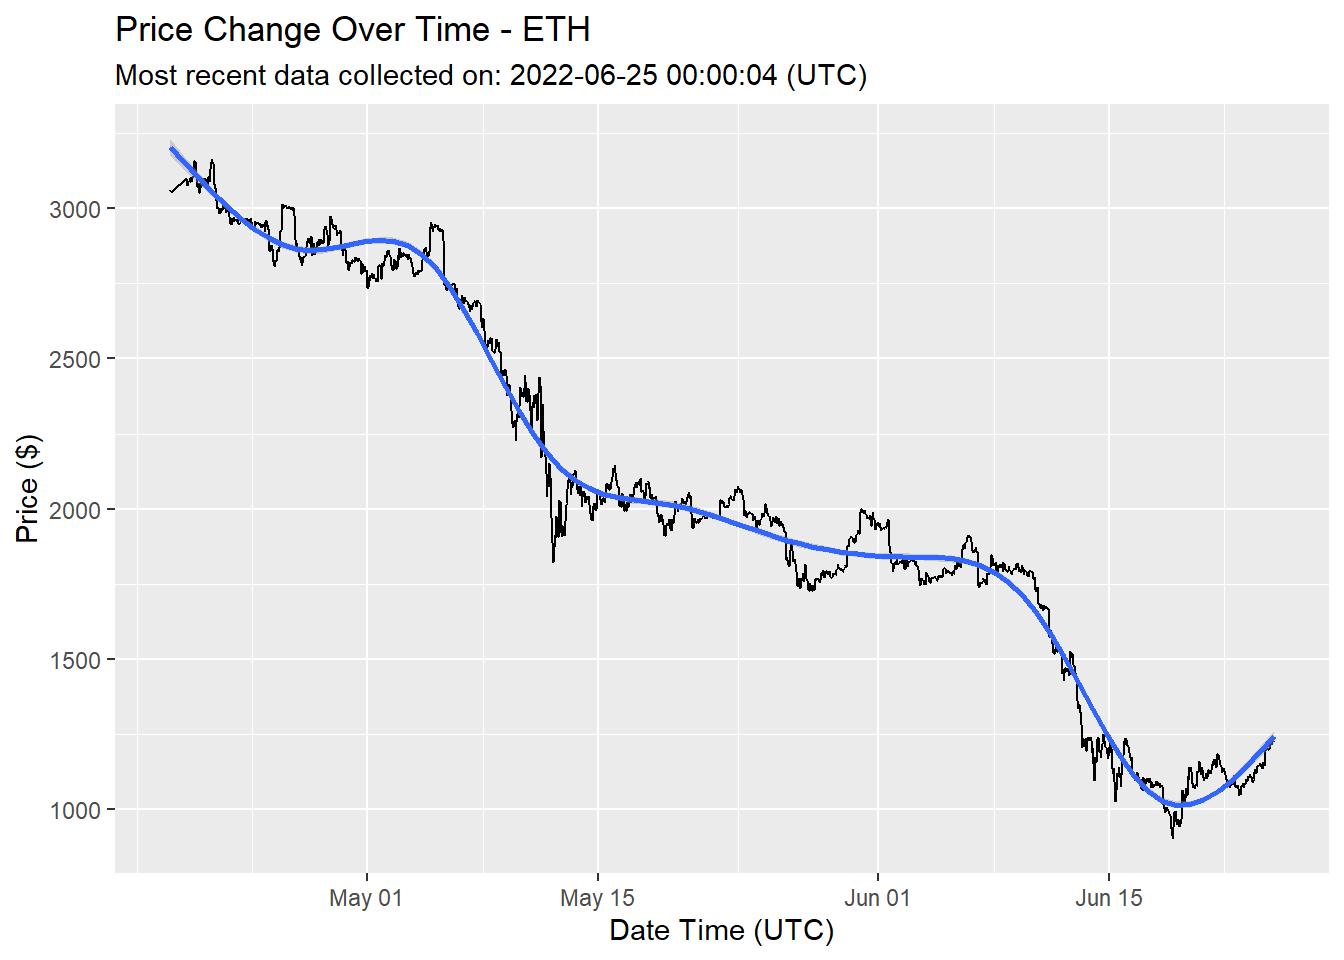 Price Change Over Time - ETH
Most recent data collected on: 2022-06-25 00:00:04 (UTC)
Price ($)
3000
2500
2000
1500
1000
May 01
May 15
Jun 01
Jun 15
Date Time (UTC)